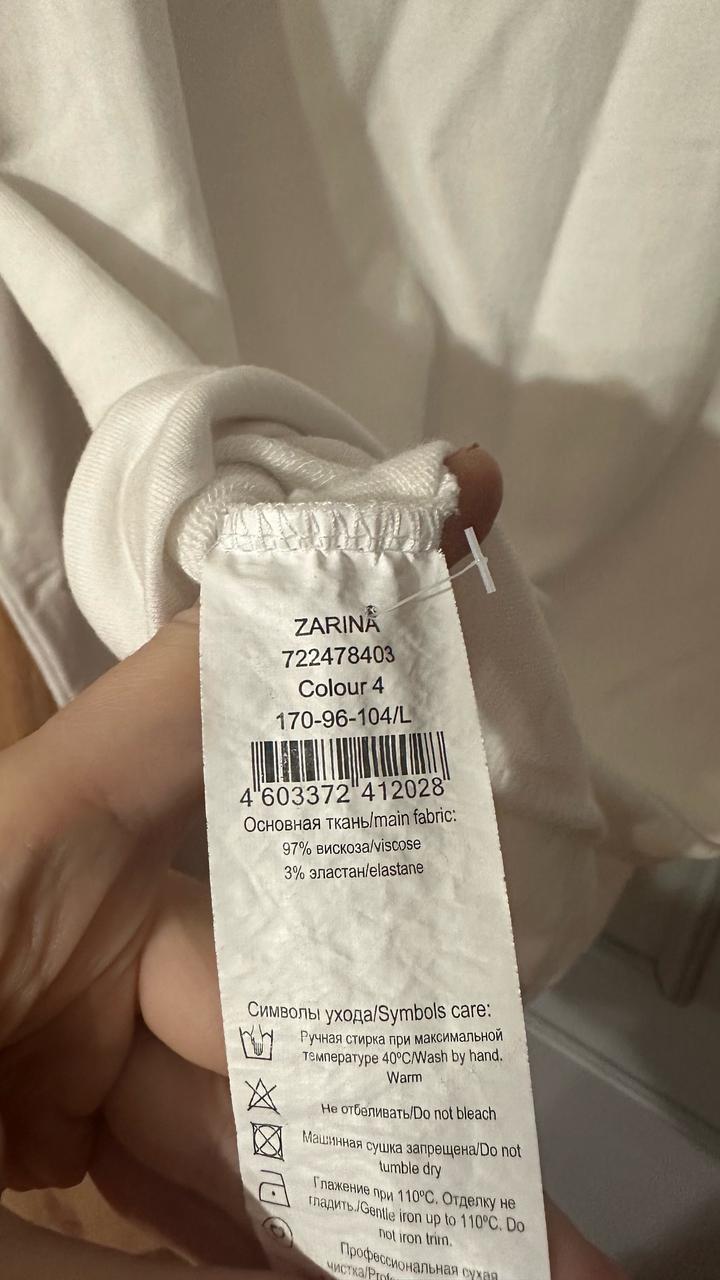 ZARINA
722478403
Colour 4
170-96-104/L
4 603372 412028
Основная ткань/main fabric:
97% вискоза/viscose
3% эластан/elastane
Символы ухода/Symbols care:
Ручная стирка при максимальной
температуре 40ºC/Wash by hand.
Warm
Не отбеливать/Do not bleach
Машинная сушка запрещена/Do not
tumble dry
Глажение при 110ºC. Отделку не
гладить./Gentle iron up to 110ºC. Do
not iron trim.
Профессиональная сухая
чистка/Profe